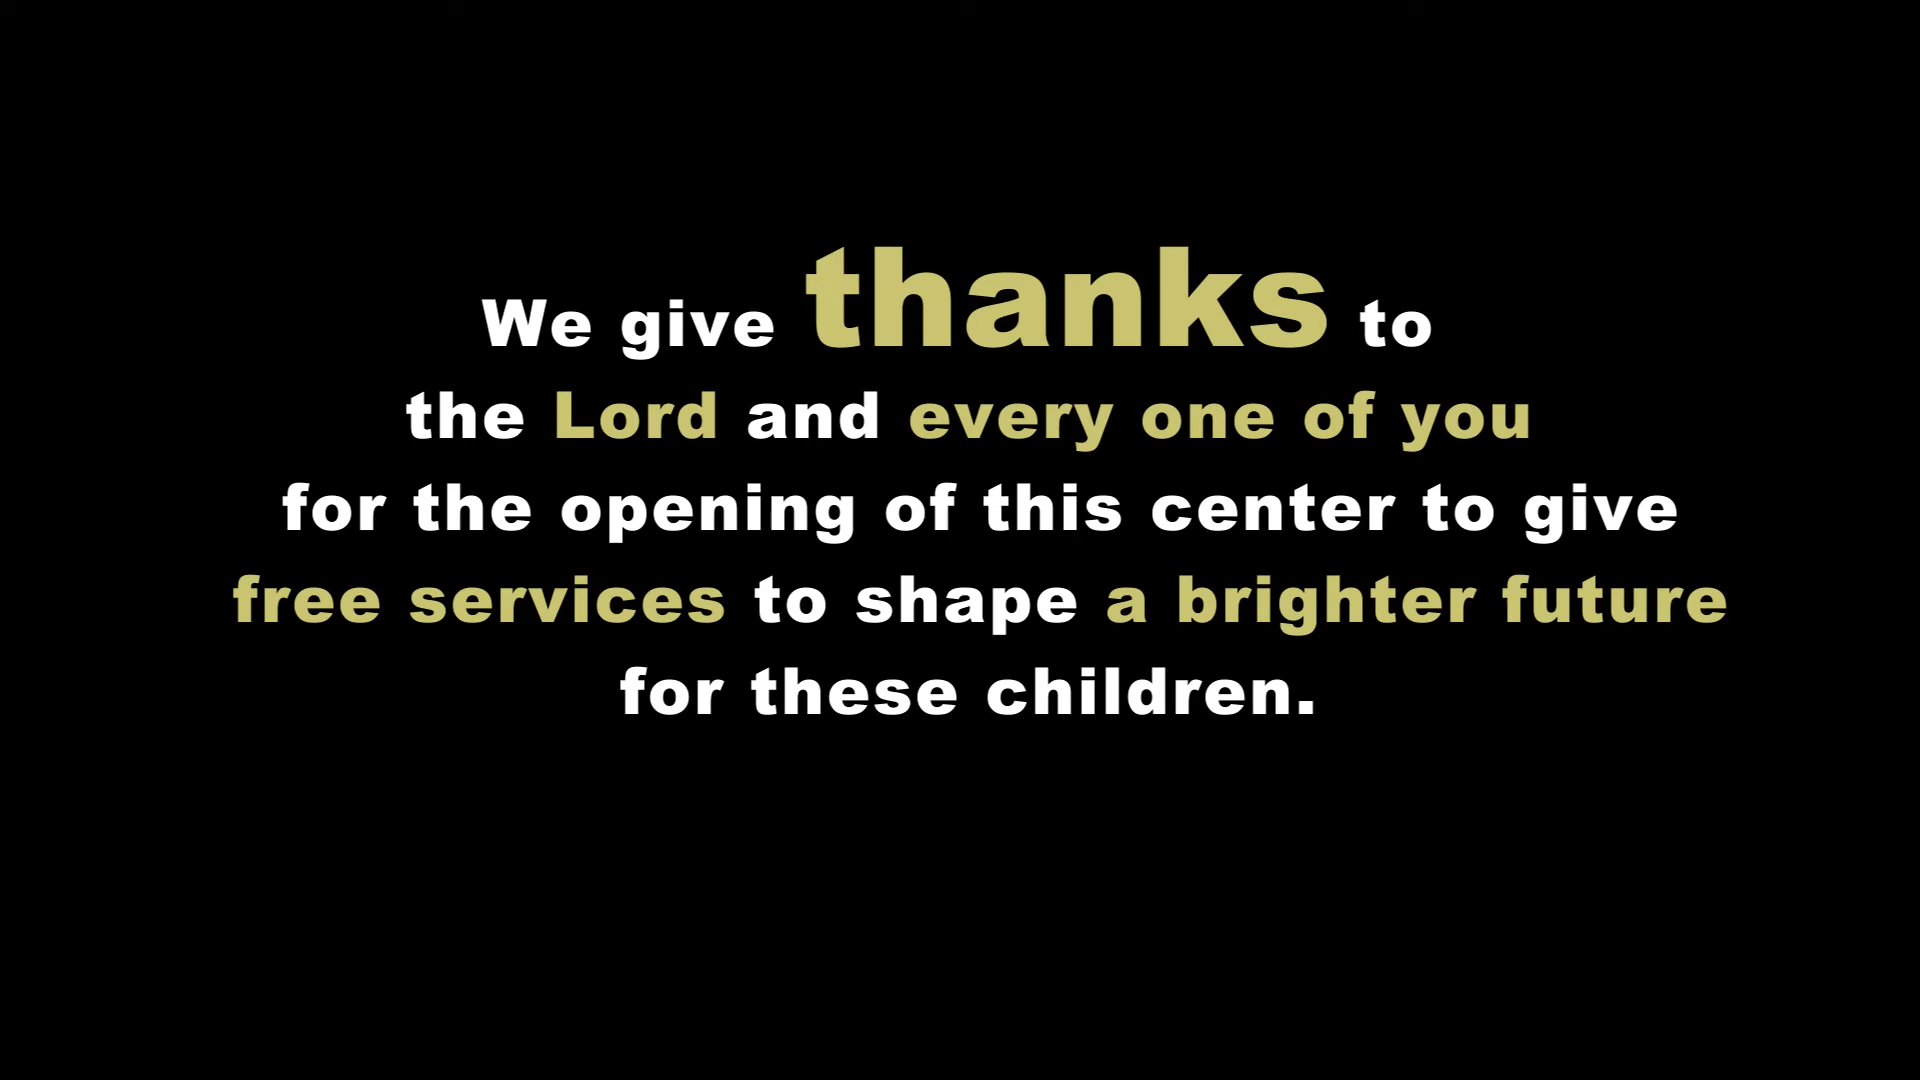 We give thanks to
the Lord and every one of you
for the opening of this center to give
free services to shape a brighter future
for these children.